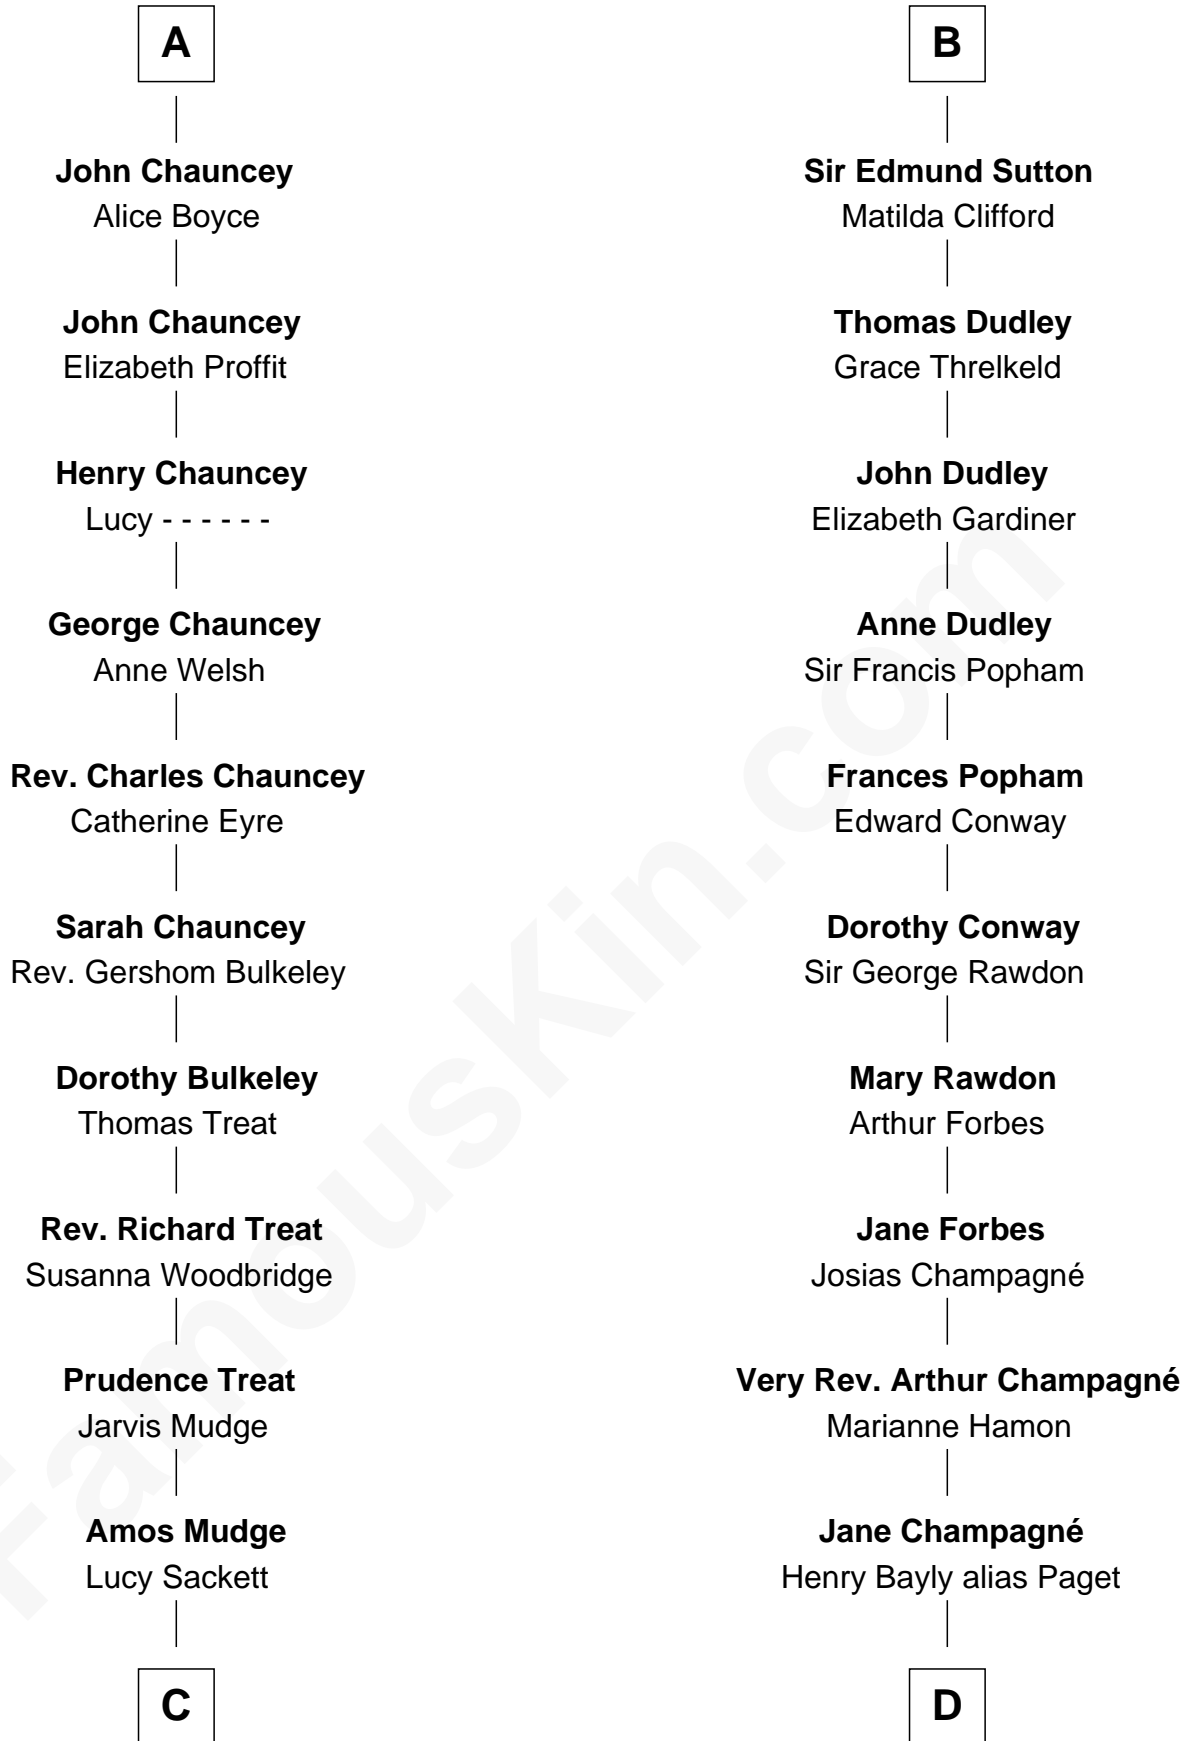 A
John Chauncey
Alice Boyce
John Chauncey
Elizabeth Proffit
Henry Chauncey
Lucy - - - - - -
George Chauncey
Anne Welsh
Rev. Charles Chauncey
Catherine Eyre
Sarah Chauncey
Rev. Gershom Bulkeley
Dorothy Bulkeley
Thomas Treat
Rev. Richard Treat
Susanna Woodbridge
Prudence Treat
Jarvis Mudge
Amos Mudge
Lucy Sackett
C
B
Sir Edmund Sutton
Matilda Clifford
Thomas Dudley
Grace Threlkeld
John Dudley
Elizabeth Gardiner
Anne Dudley
Sir Francis Popham
Frances Popham
Edward Conway
Dorothy Conway
Sir George Rawdon
Mary Rawdon
Arthur Forbes
Jane Forbes
Josias Champagné
Very Rev. Arthur Champagné
Marianne Hamon
Jane Champagné
Henry Bayly alias Paget
D
FamousKin.com